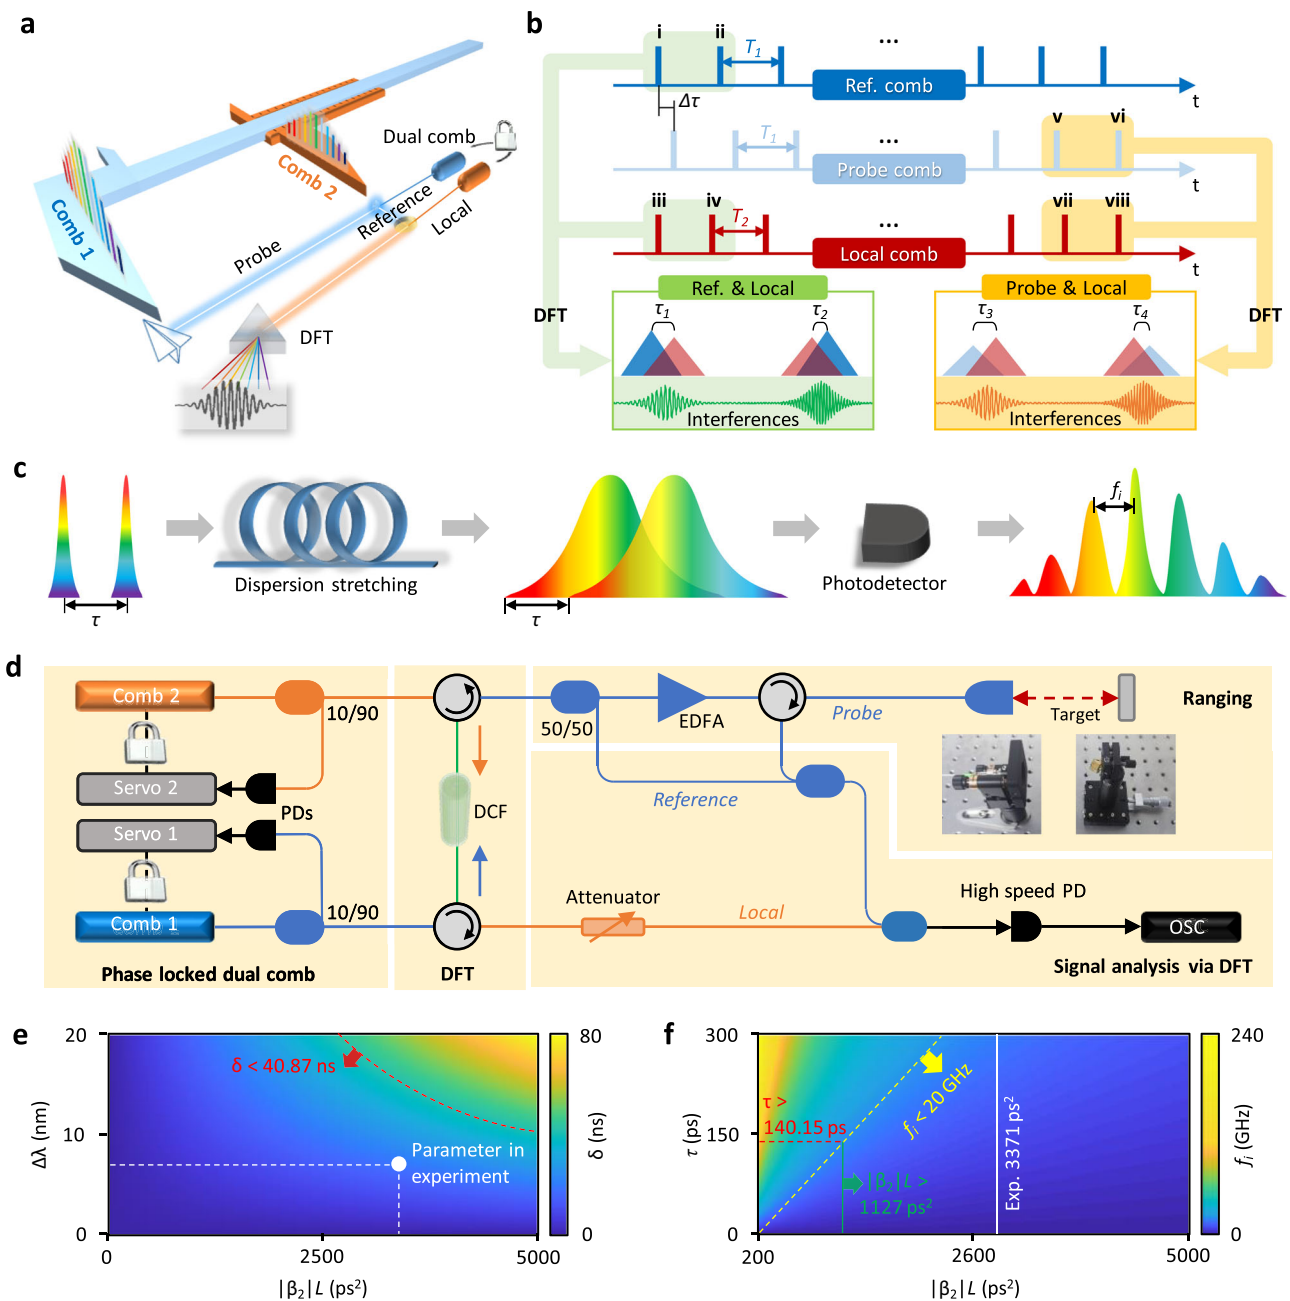 a
Dual comb
Comb 2
Comb 1
Probe
Reference
Local
DFT
b
i
ii
T₁
...
Ref. comb
t
Δτ
T₁
...
v
vi
Probe comb
t
iii
iv
T₂
...
vii
viii
Local comb
t
DFT
Ref. & Local
τ₁
τ₂
Interferences
Probe & Local
τ₃
τ₄
Interferences
DFT
c
τ
Dispersion stretching
τ
Photodetector
fᵢ
d
Comb 2
10/90
Servo 2
PDs
Servo 1
10/90
Comb 1
Phase locked dual comb
DCF
DFT
50/50
EDFA
Probe
Target
Ranging
Reference
Attenuator
Local
High speed PD
OSC
Signal analysis via DFT
e
20
10
0
Δλ (nm)
δ < 40.87 ns
Parameter in
experiment
0
2500
5000
|β₂|L (ps²)
80
0
δ (ns)
f
300
150
0
τ (ps)
τ >
140.15 ps
fᵢ < 20 GHz
|β₂|L >
1127 ps²
Exp. 3371 ps²
200
2600
5000
|β₂|L (ps²)
240
0
fᵢ (GHz)